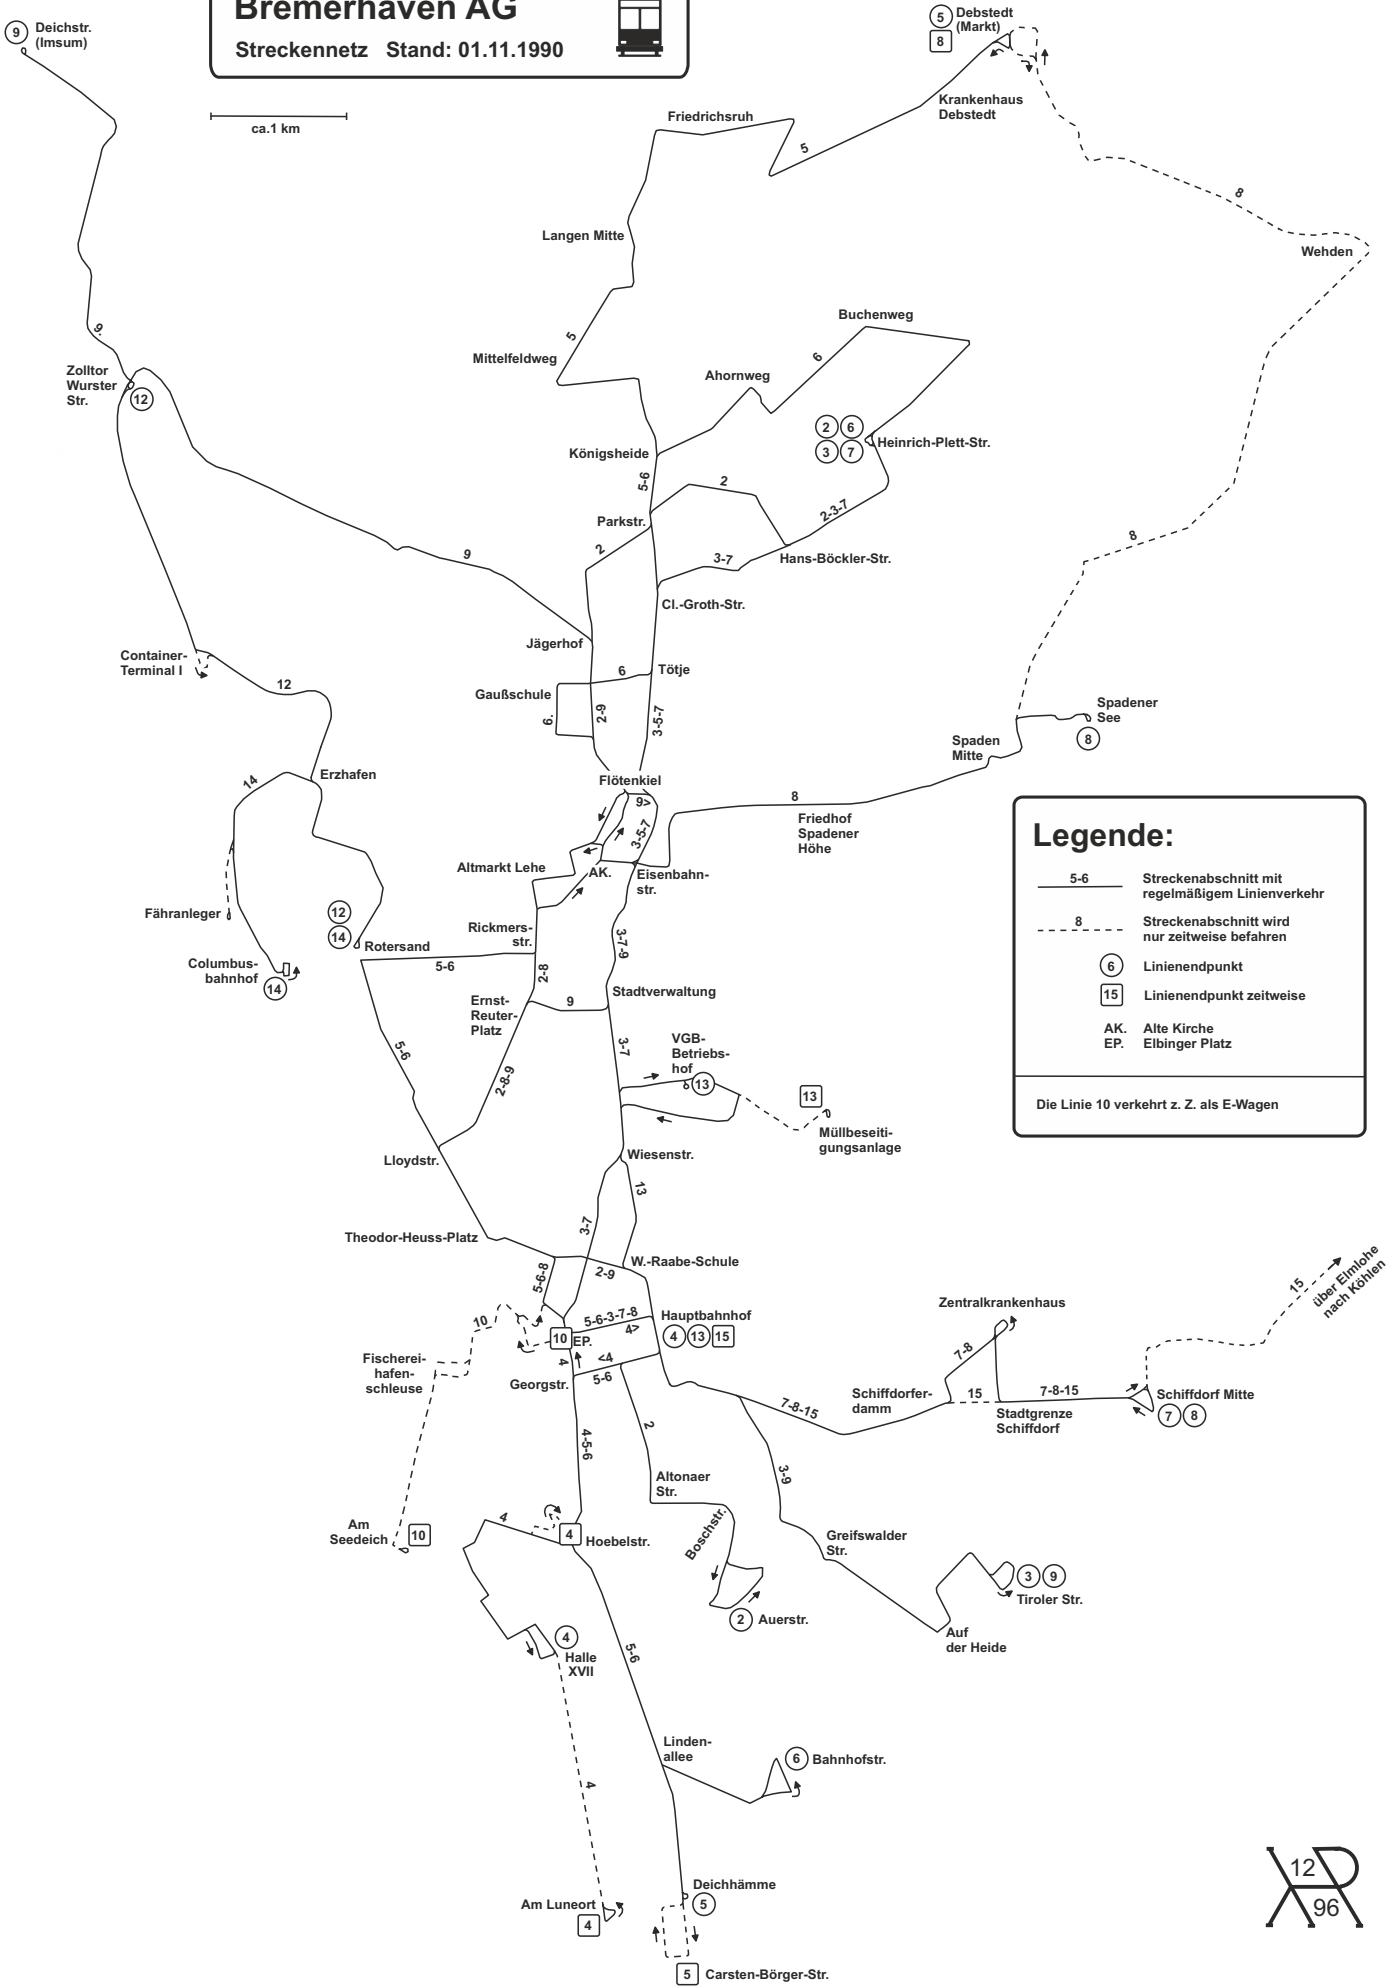 Bremerhaven AG
Streckennetz Stand: 01.11.1990
ca.1 km
9
Deichstr.
(Imsum)
5
8
Debstedt
(Markt)
Krankenhaus
Debstedt
Friedrichsruh
5
8
Wehden
Langen Mitte
5
Mittelfeldweg
9.
Zolltor
Wurster
Str.
12
Buchenweg
6
Ahornweg
2
6
3
7
Heinrich-Plett-Str.
Königsheide
5-6
2
2-3-7
Parkstr.
2
3-7
Hans-Böckler-Str.
8
9
Cl.-Groth-Str.
Jägerhof
Container-
Terminal I
12
6
Tötje
Gaußschule
6.
2-9
3-5-7
Spadener
See
8
Spaden
Mitte
Erzhafen
14
Flötenkiel
9>
3-5-7
8
Friedhof
Spadener
Höhe
Altmarkt Lehe
AK.
Eisenbahn-
str.
Fähranleger
12
14
Rotersand
Columbus-
bahnhof
14
Rickmers-
str.
5-6
2-8
3-7-9
Ernst-
Reuter-
Platz
9
Stadtverwaltung
5-6
2-8-9
3-7
VGB-
Betriebs-
hof
13
13
Müllbeseiti-
gungsanlage
Legende:
5-6
Streckenabschnitt mit
regelmäßigem Linienverkehr
8
Streckenabschnitt wird
nur zeitweise befahren
6
Linienendpunkt
15
Linienendpunkt zeitweise
AK. Alte Kirche
EP. Elbinger Platz
Die Linie 10 verkehrt z. Z. als E-Wagen
Lloydstr.
Wiesenstr.
13
3-7
Theodor-Heuss-Platz
W.-Raabe-Schule
2-9
5-6-8
10
10
EP.
5-6-3-7-8
4>
Hauptbahnhof
4
13
15
<4
4
5-6
Georgstr.
Fischerei-
hafen-
schleuse
Zentralkrankenhaus
7-8
15
7-8-15
Schiffdorfer-
damm
Stadtgrenze
Schiffdorf
Schiffdorf Mitte
7
8
15
über Elmlohe
nach Köhlen
7-8-15
4-5-6
2
3-9
Altonaer
Str.
Boschstr.
Am
Seedeich
10
4
4
Hoebelstr.
Greifswalder
Str.
3
9
Tiroler Str.
2
Auerstr.
Auf
der Heide
4
Halle
XVII
5-6
Linden-
allee
6
Bahnhofstr.
4
Am Luneort
4
Deichhämme
5
5
Carsten-Börger-Str.
12
96